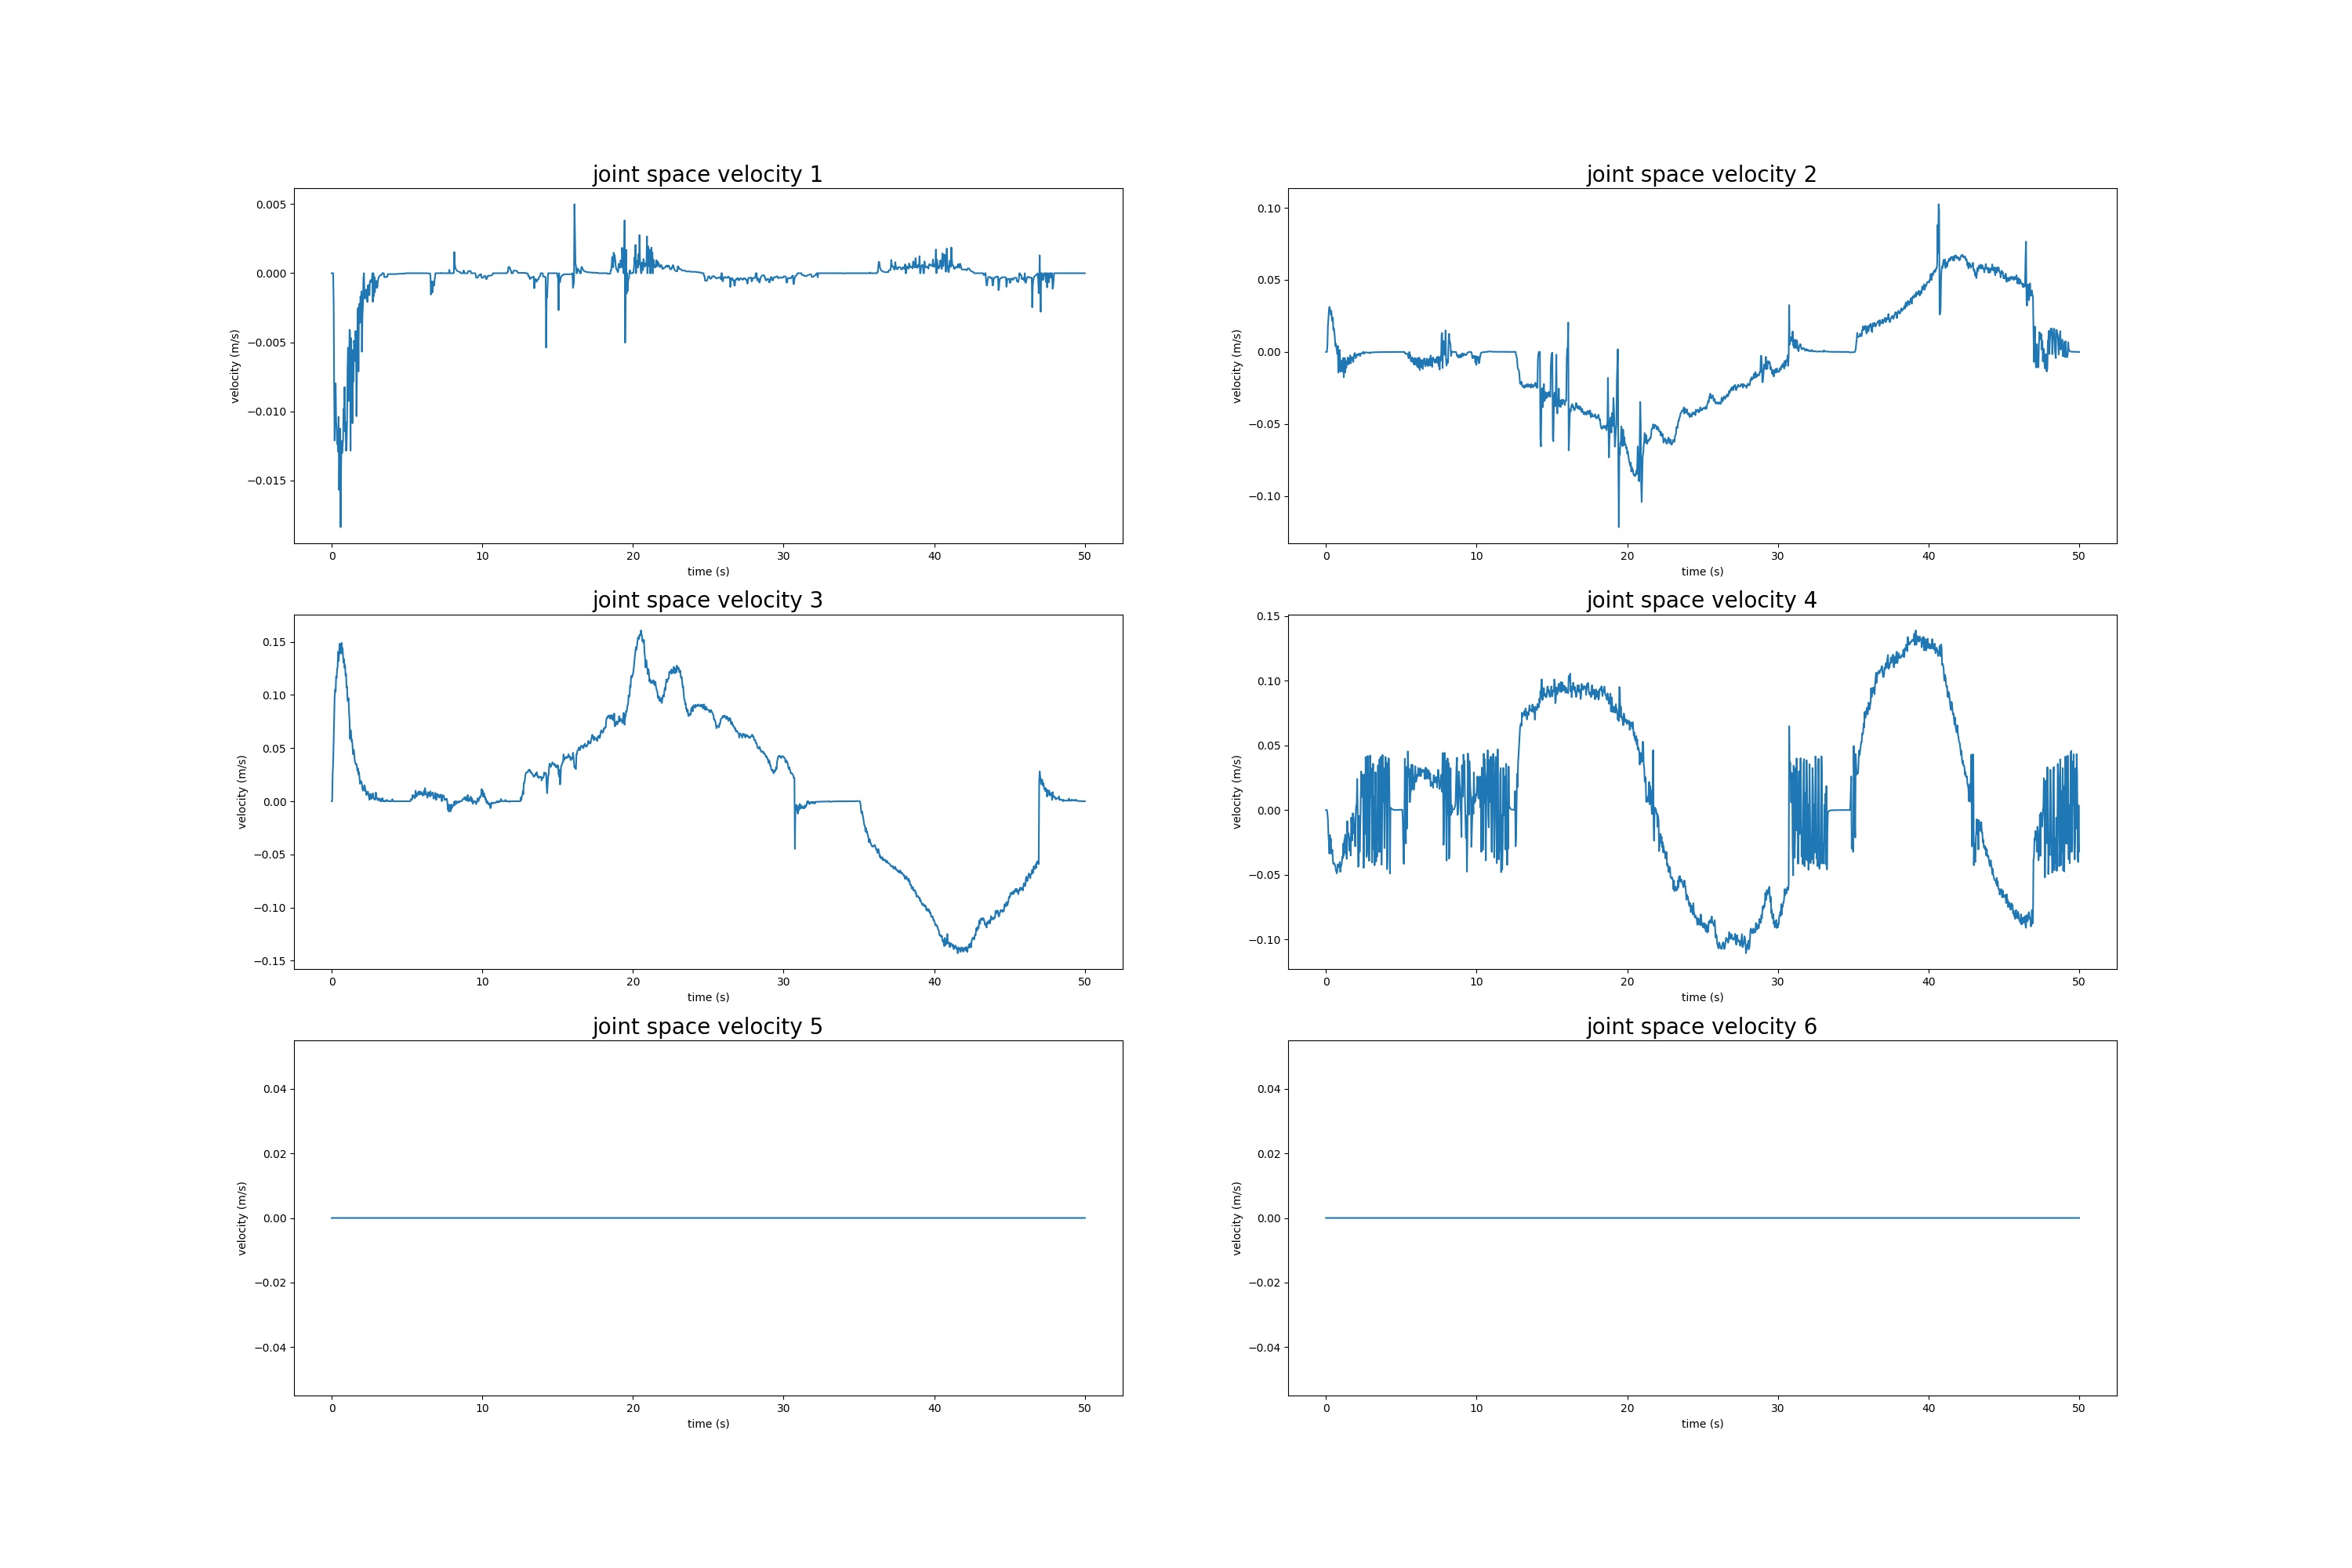 joint space velocity 1
joint space velocity 2
0.005
0.000
−0.005
−0.010
−0.015
velocity (m/s)
0 10 20 30 40 50
time (s)
0.10
0.05
0.00
−0.05
−0.10
velocity (m/s)
0 10 20 30 40 50
time (s)
joint space velocity 3
joint space velocity 4
0.15
0.10
0.05
0.00
−0.05
−0.10
−0.15
velocity (m/s)
0 10 20 30 40 50
time (s)
0.15
0.10
0.05
0.00
−0.05
−0.10
velocity (m/s)
0 10 20 30 40 50
time (s)
joint space velocity 5
joint space velocity 6
0.04
0.02
0.00
−0.02
−0.04
velocity (m/s)
0 10 20 30 40 50
time (s)
0.04
0.02
0.00
−0.02
−0.04
velocity (m/s)
0 10 20 30 40 50
time (s)